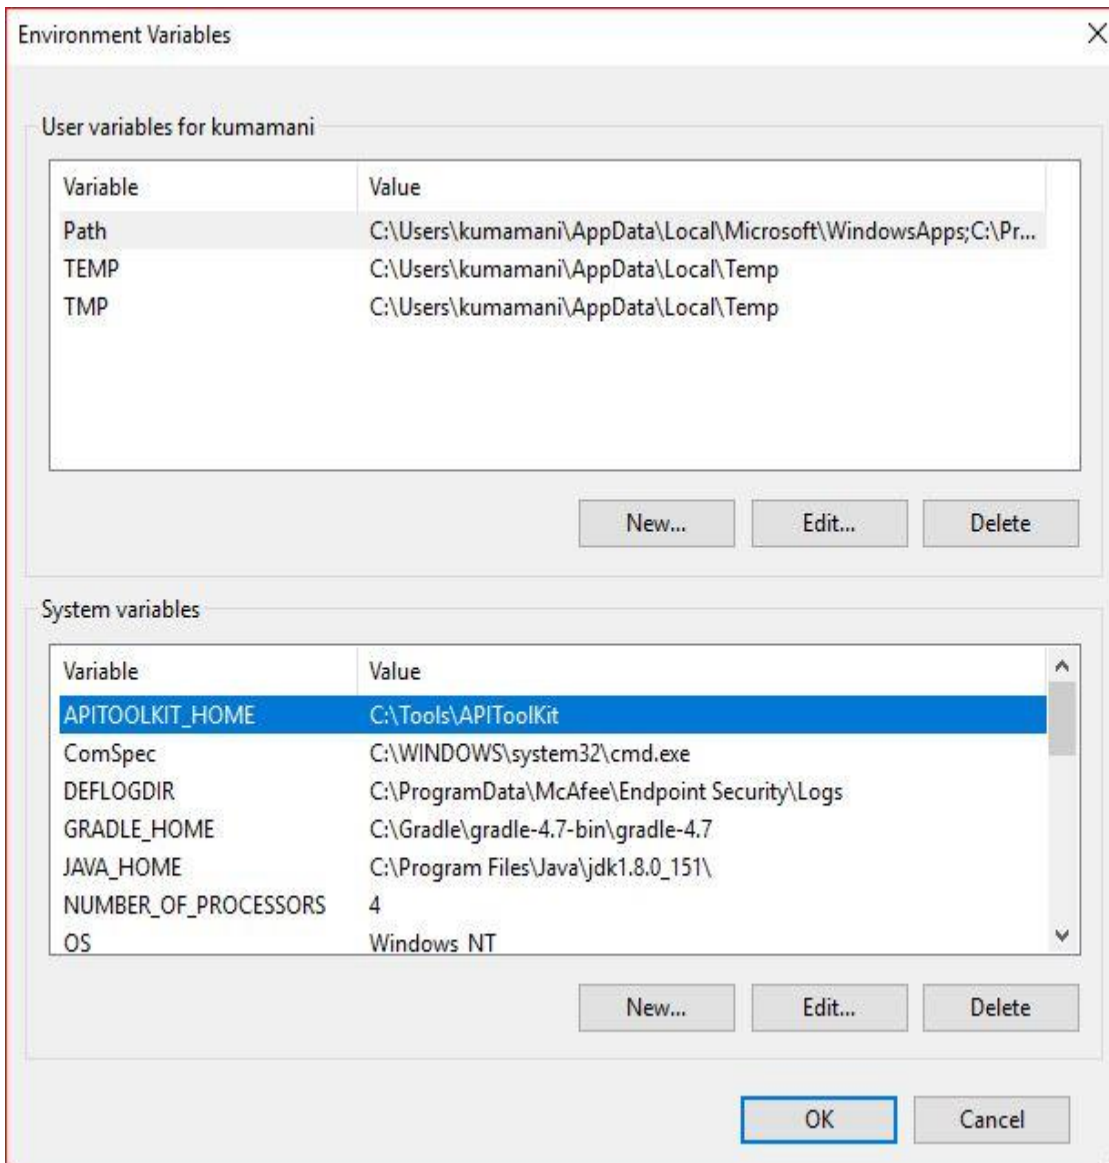 Environment Variables
User variables for kumamani
Variable Value
Path C:\Users\kumamani\AppData\Local\Microsoft\WindowsApps;C:\Pr...
TEMP C:\Users\kumamani\AppData\Local\Temp
TMP C:\Users\kumamani\AppData\Local\Temp
New... Edit... Delete
System variables
Variable Value
APITOOLKIT_HOME C:\Tools\APIToolKit
ComSpec C:\WINDOWS\system32\cmd.exe
DEFLOGDIR C:\ProgramData\McAfee\Endpoint Security\Logs
GRADLE_HOME C:\Gradle\gradle-4.7-bin\gradle-4.7
JAVA_HOME C:\Program Files\Java\jdk1.8.0_151\
NUMBER_OF_PROCESSORS 4
OS Windows_NT
New... Edit... Delete
OK Cancel